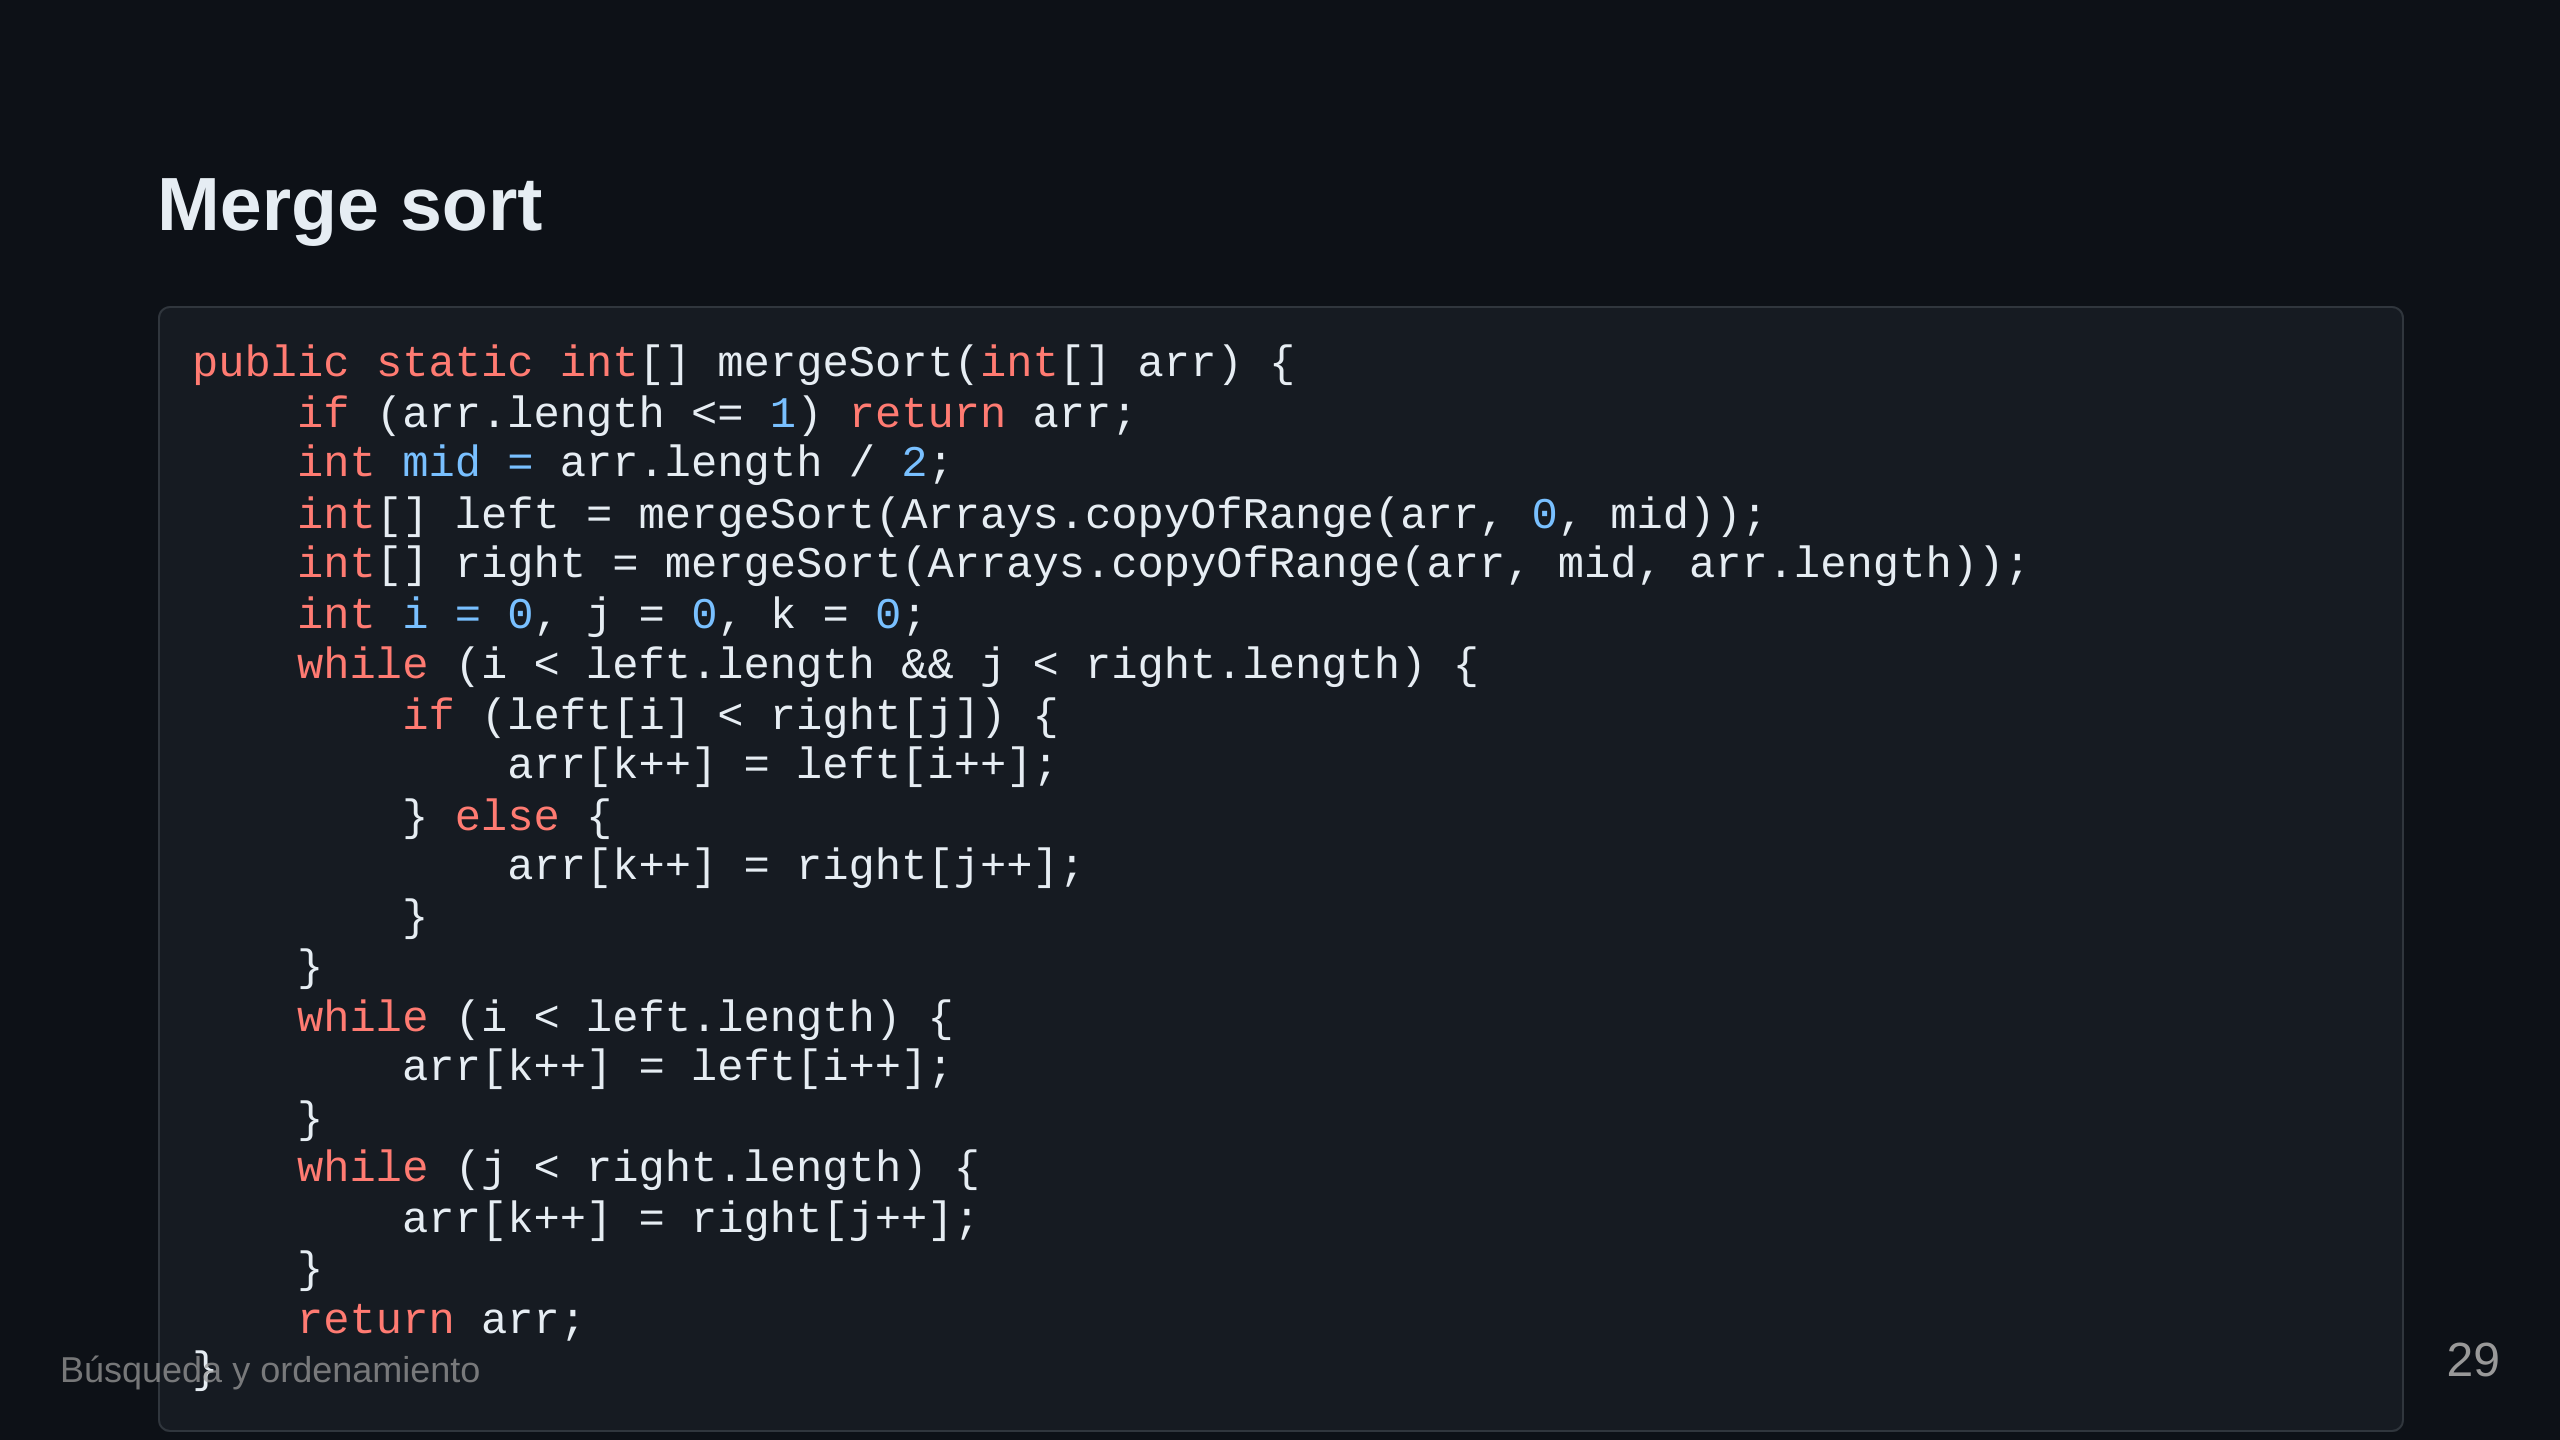 Merge sort
public static int[] mergeSort(int[] arr) {
    if (arr.length <= 1) return arr;
    int mid = arr.length / 2;
    int[] left = mergeSort(Arrays.copyOfRange(arr, 0, mid));
    int[] right = mergeSort(Arrays.copyOfRange(arr, mid, arr.length));
    int i = 0, j = 0, k = 0;
    while (i < left.length && j < right.length) {
        if (left[i] < right[j]) {
            arr[k++] = left[i++];
        } else {
            arr[k++] = right[j++];
        }
    }
    while (i < left.length) {
        arr[k++] = left[i++];
    }
    while (j < right.length) {
        arr[k++] = right[j++];
    }
    return arr;
}
Búsqueda y ordenamiento
29